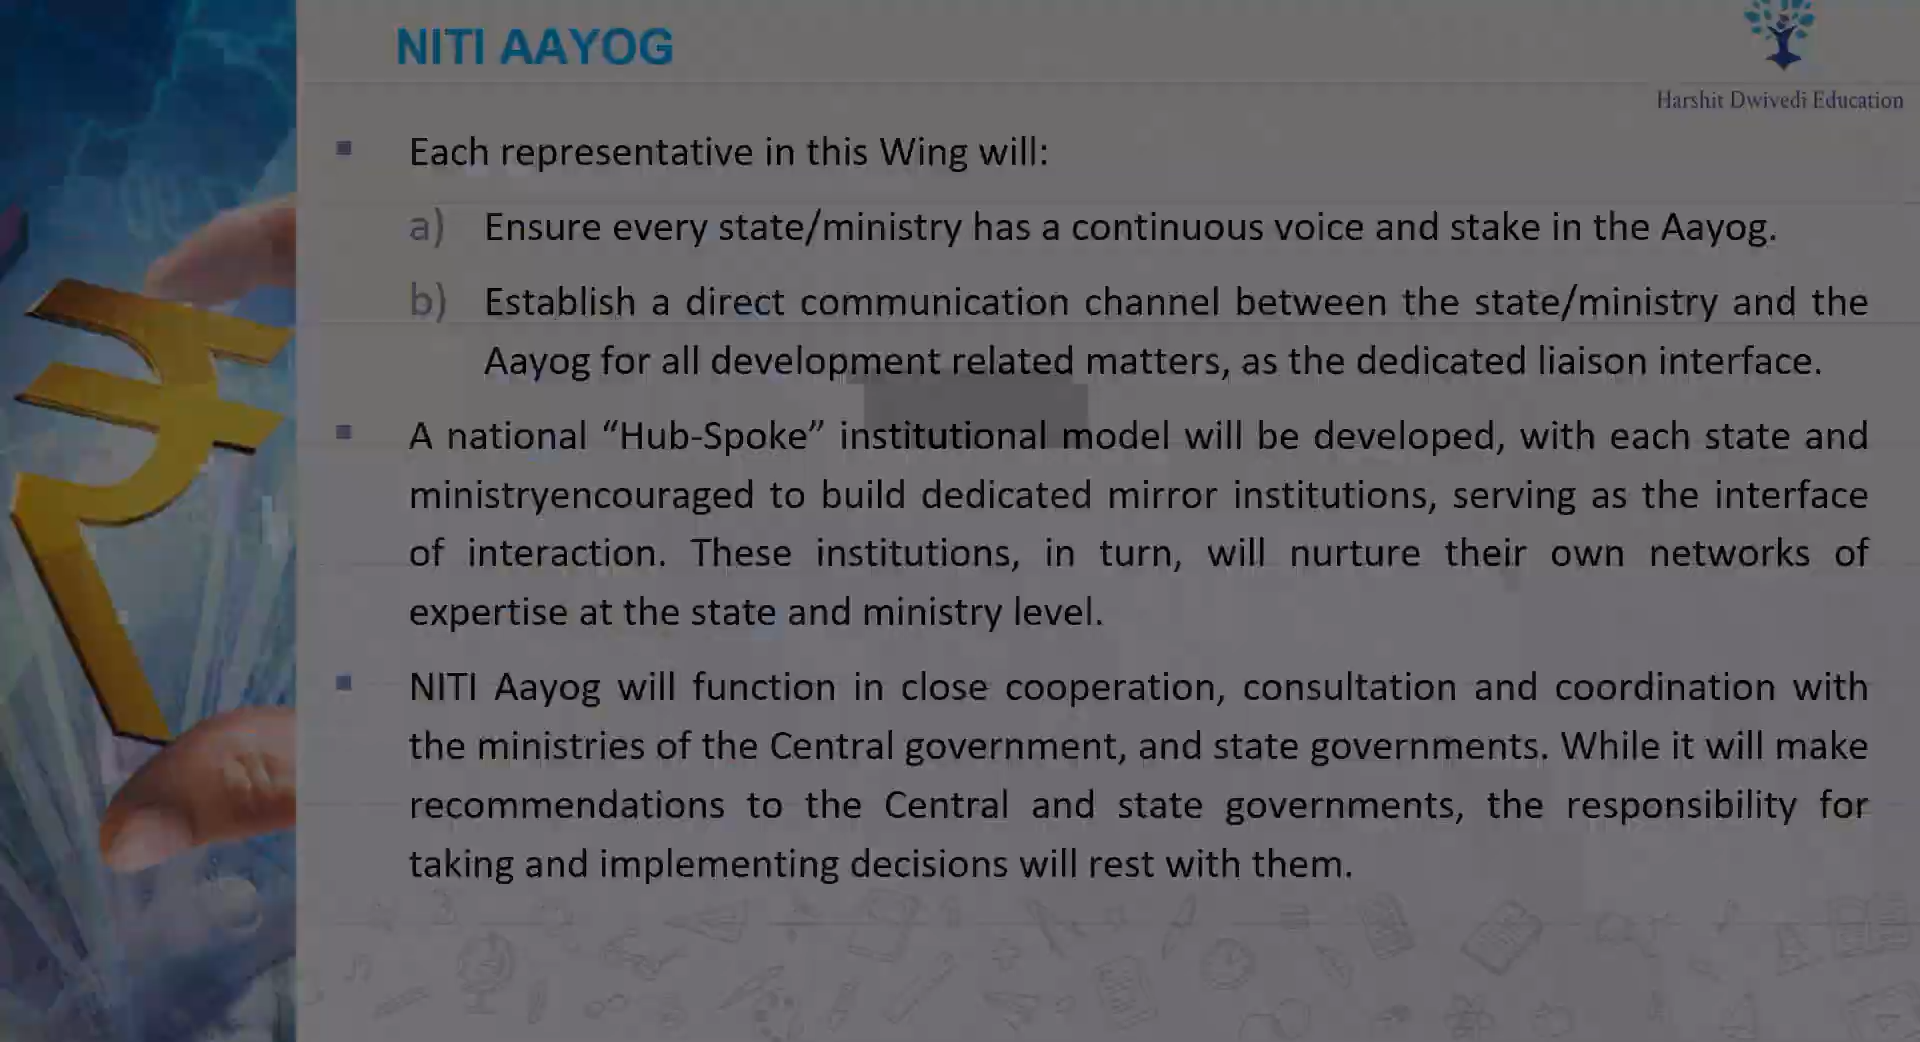 NITI AAYOG
Harshit Dwivedi Education
▪ Each representative in this Wing will:
a) Ensure every state/ministry has a continuous voice and stake in the Aayog.
b) Establish a direct communication channel between the state/ministry and the
Aayog for all development related matters, as the dedicated liaison interface.
▪ A national “Hub-Spoke” institutional model will be developed, with each state and
ministryencouraged to build dedicated mirror institutions, serving as the interface
of interaction. These institutions, in turn, will nurture their own networks of
expertise at the state and ministry level.
▪ NITI Aayog will function in close cooperation, consultation and coordination with
the ministries of the Central government, and state governments. While it will make
recommendations to the Central and state governments, the responsibility for
taking and implementing decisions will rest with them.